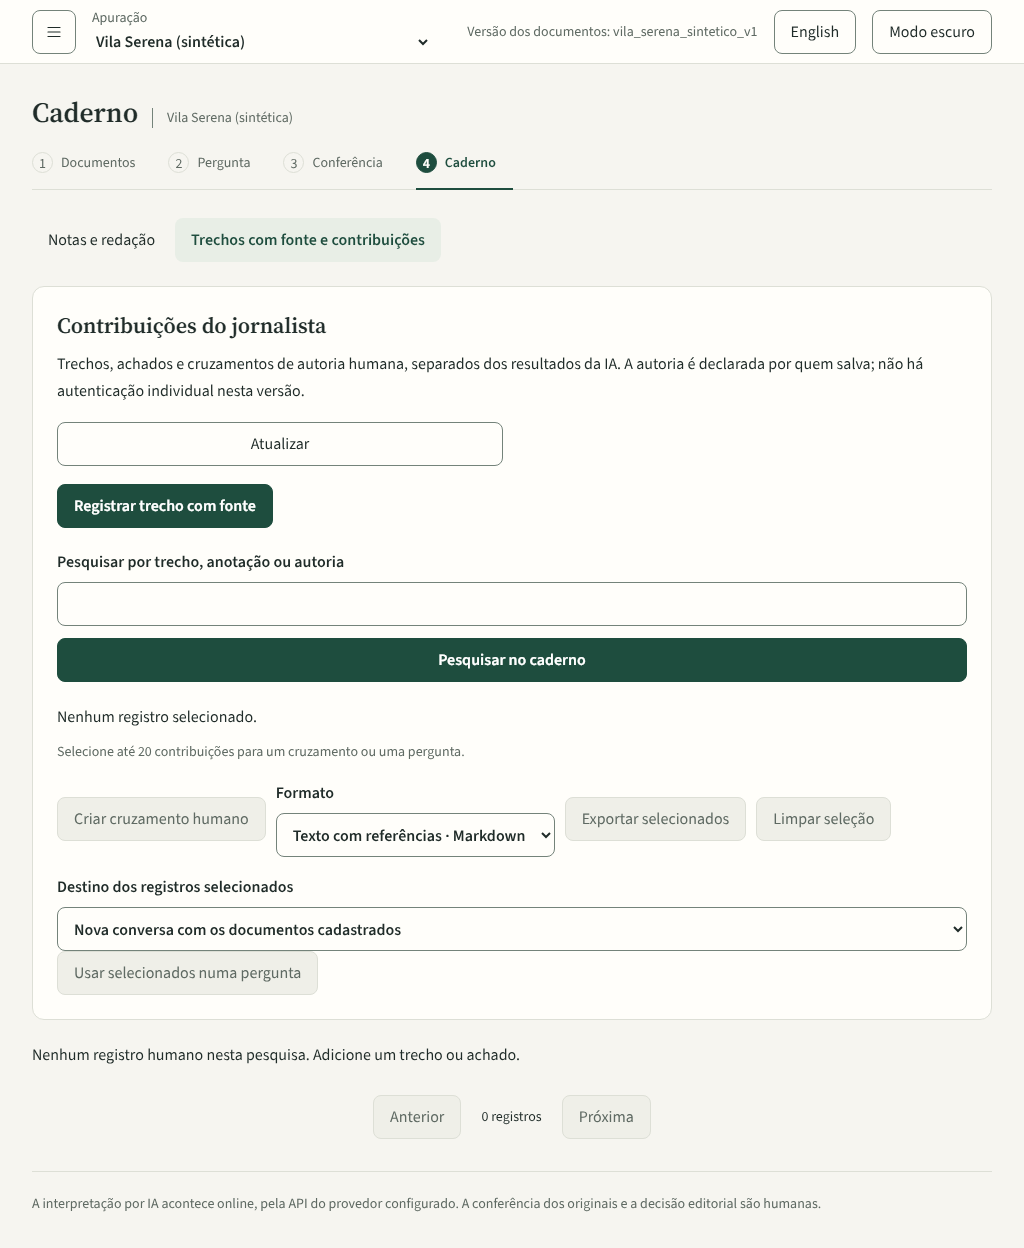 Apuração
Vila Serena (sintética)
Versão dos documentos: vila_serena_sintetico_v1
English
Modo escuro
Caderno
Vila Serena (sintética)
1 Documentos
2 Pergunta
3 Conferência
4 Caderno
Notas e redação
Trechos com fonte e contribuições
Contribuições do jornalista
Trechos, achados e cruzamentos de autoria humana, separados dos resultados da IA. A autoria é declarada por quem salva; não há
autenticação individual nesta versão.
Atualizar
Registrar trecho com fonte
Pesquisar por trecho, anotação ou autoria
Pesquisar no caderno
Nenhum registro selecionado.
Selecione até 20 contribuições para um cruzamento ou uma pergunta.
Criar cruzamento humano
Formato
Texto com referências · Markdown
Exportar selecionados
Limpar seleção
Destino dos registros selecionados
Nova conversa com os documentos cadastrados
Usar selecionados numa pergunta
Nenhum registro humano nesta pesquisa. Adicione um trecho ou achado.
Anterior
0 registros
Próxima
A interpretação por IA acontece online, pela API do provedor configurado. A conferência dos originais e a decisão editorial são humanas.